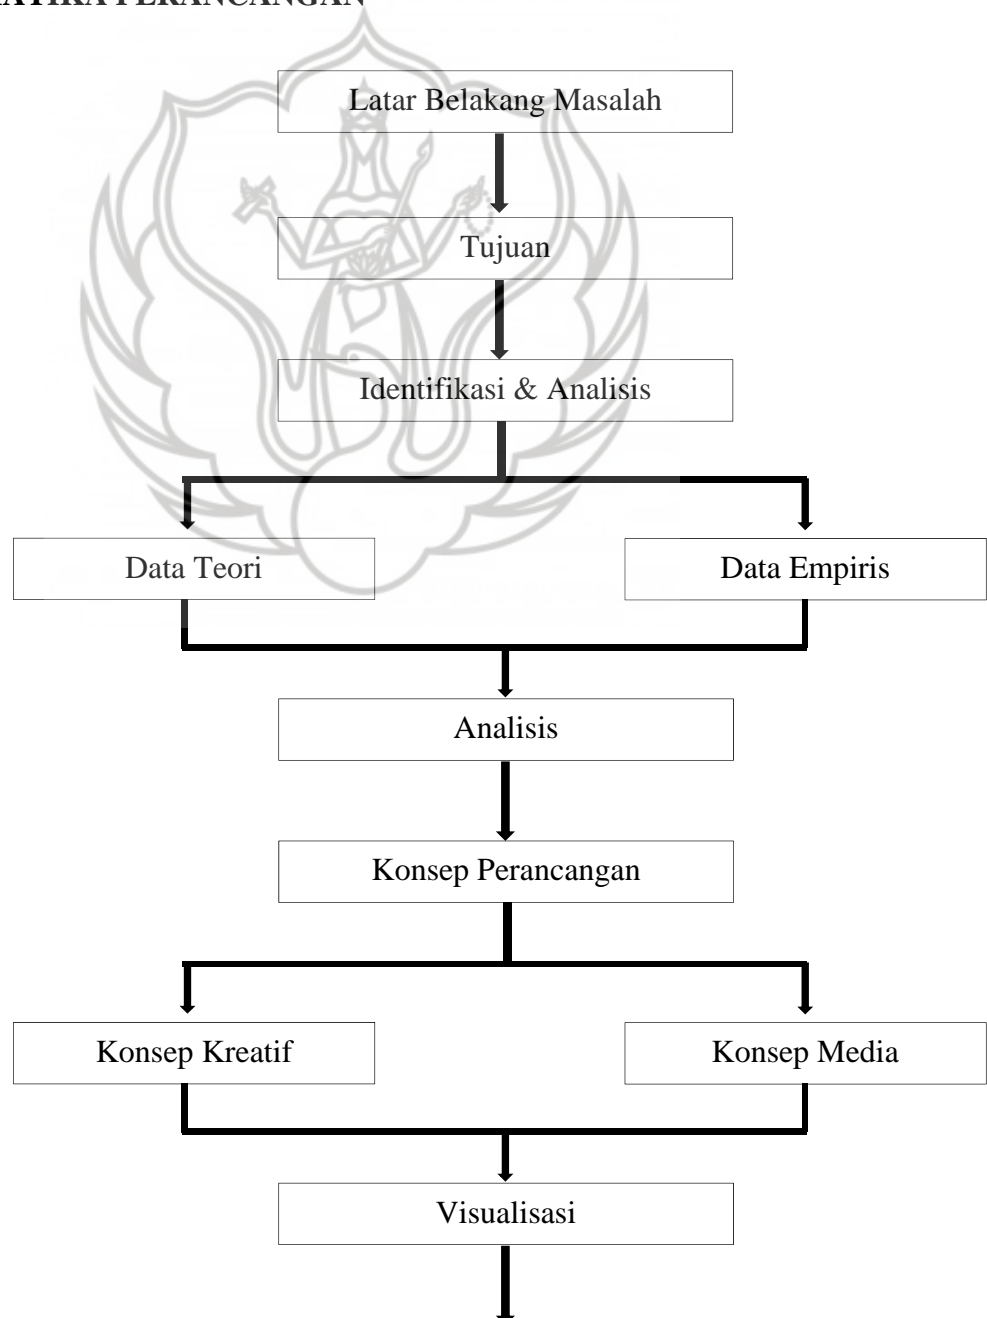 PERANCANGAN
Latar Belakang Masalah
Tujuan
Identifikasi & Analisis
Data Teori
Data Empiris
Analisis
Konsep Perancangan
Konsep Kreatif
Konsep Media
Visualisasi